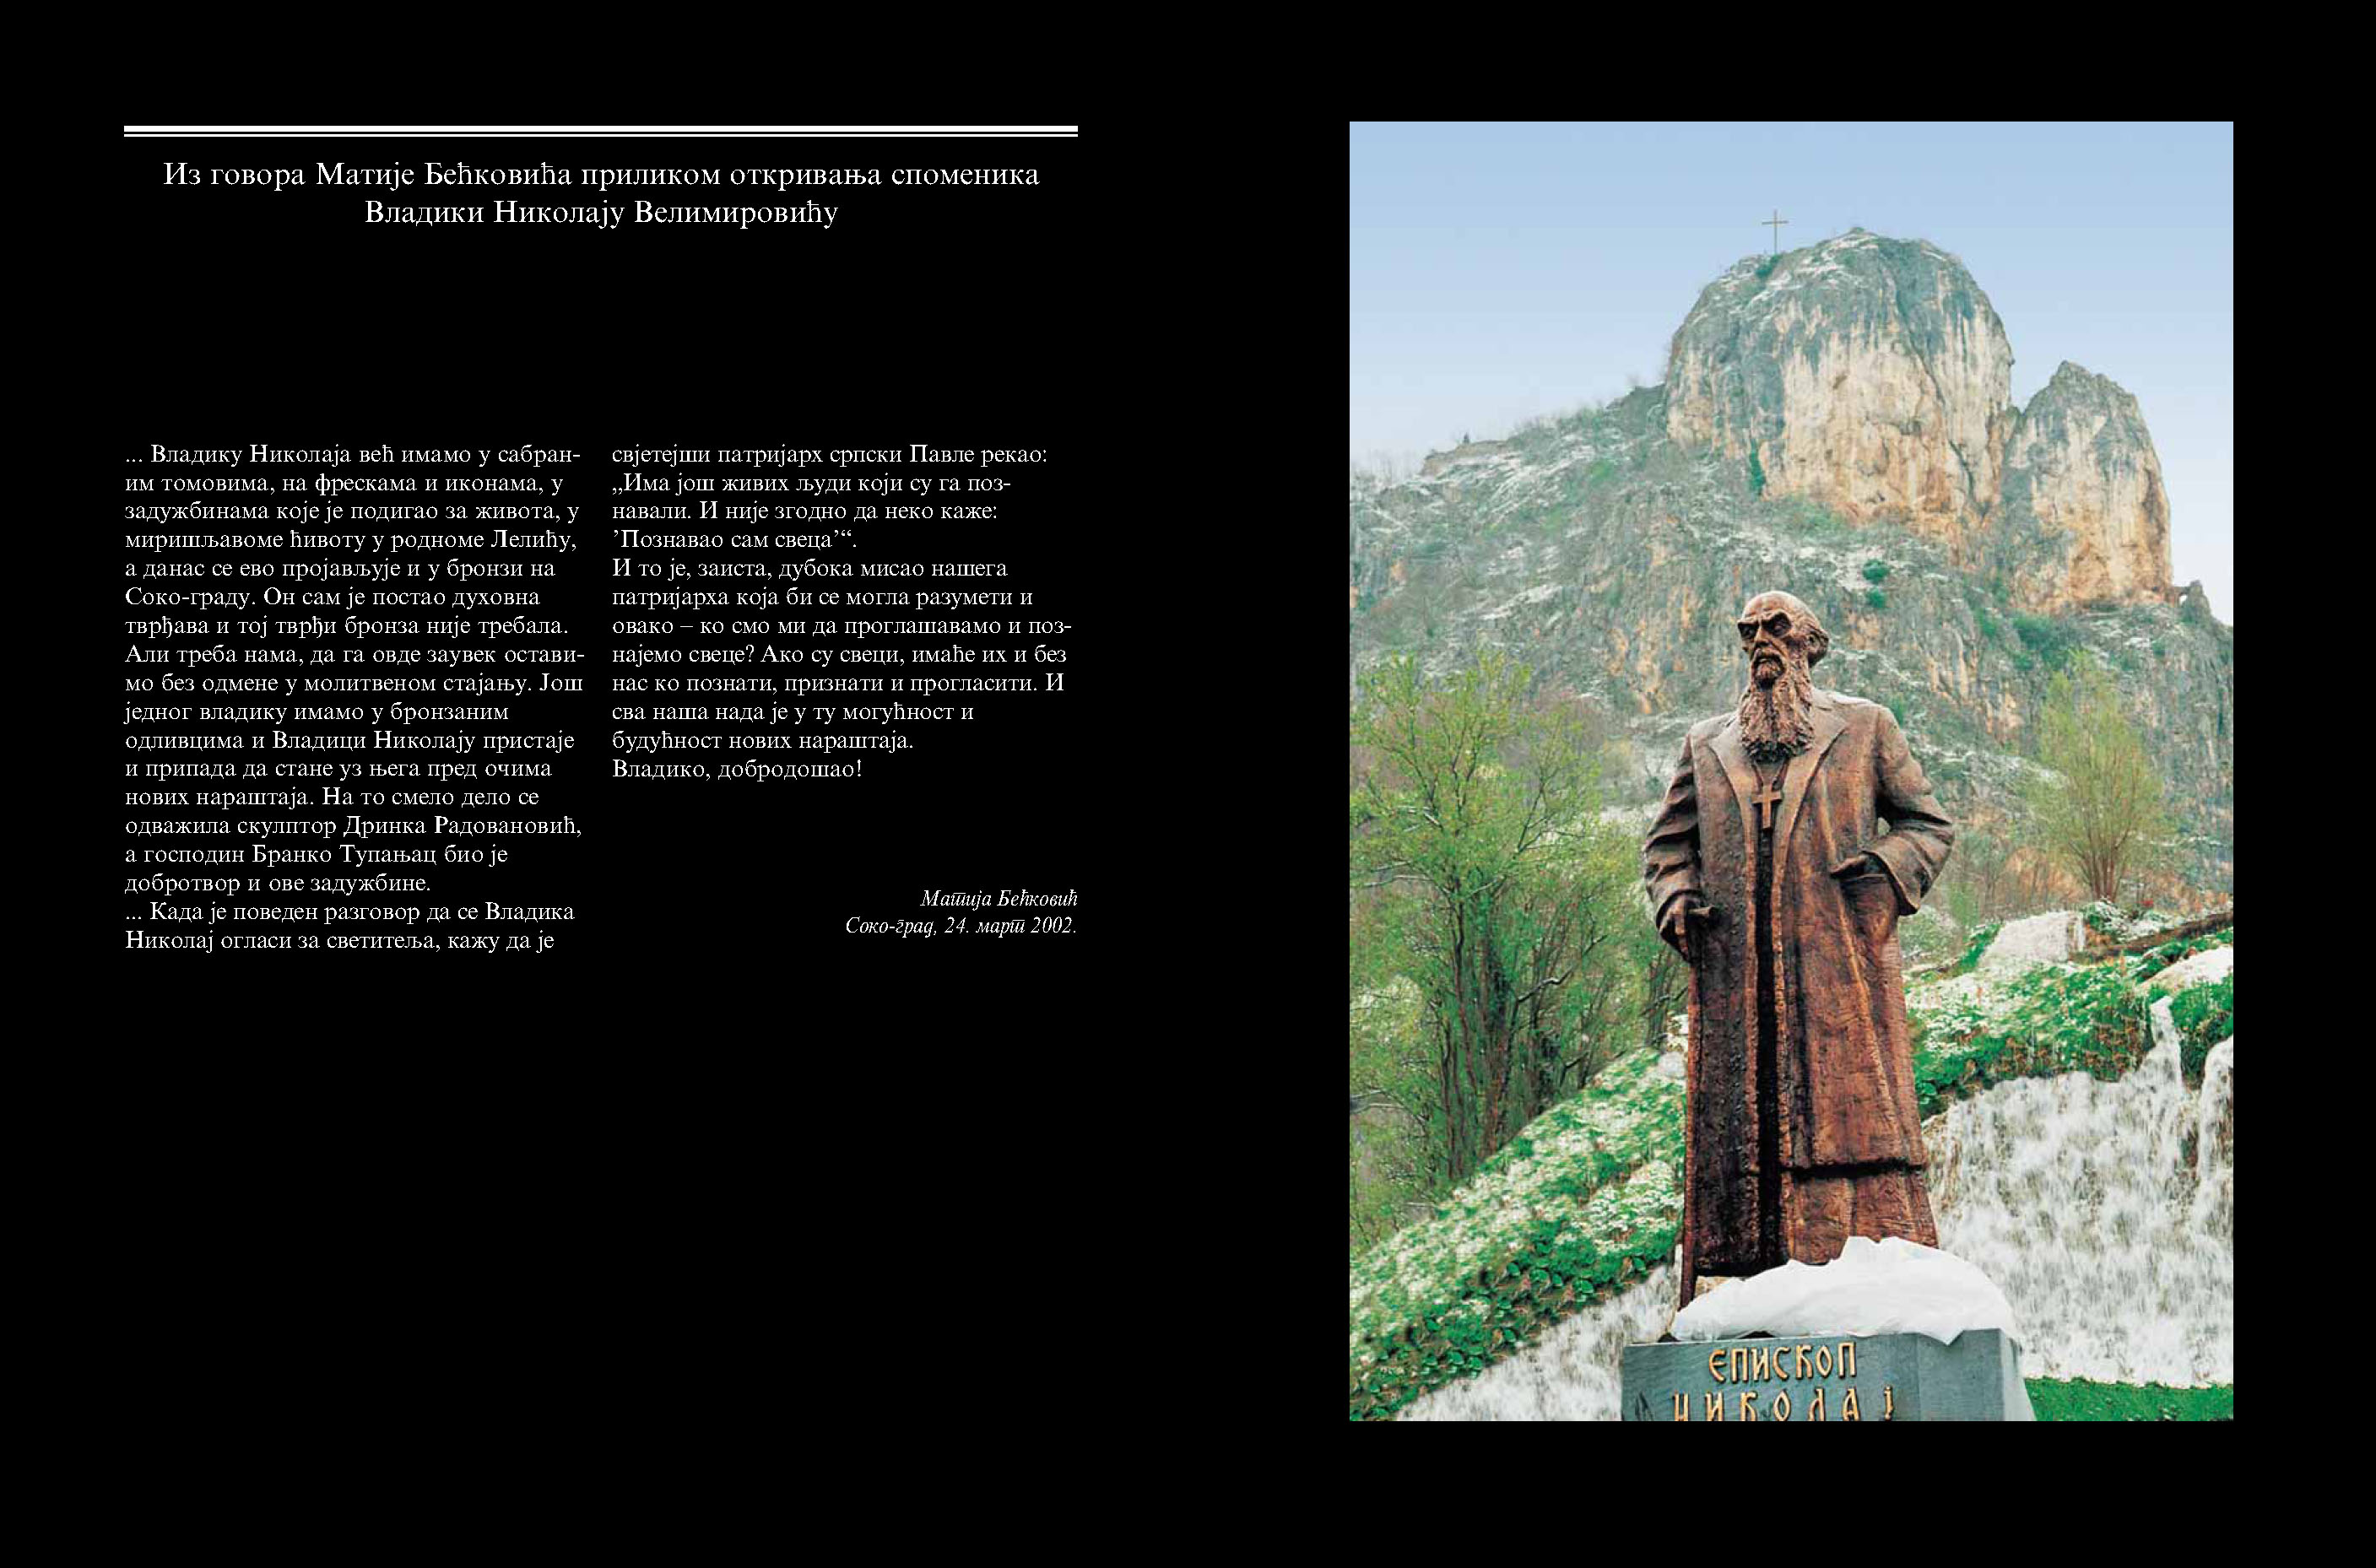 Из говора Матије Бећковића приликом откривања споменика
Владики Николају Велимировићу
... Владику Николаја већ имамо у сабран-
им томовима, на фрескама и иконама, у
задужбинама које је подигао за живота, у
миришљавоме ћивоту у родноме Лелићу,
а данас се ево пројављује и у бронзи на
Соко-граду. Он сам је постао духовна
тврђава и тој тврђи бронза није требала.
Али треба нама, да га овде заувек остави-
мо без одмене у молитвеном стајању. Још
једног владику имамо у бронзаним
одливцима и Владици Николају пристаје
и припада да стане уз њега пред очима
нових нараштаја. На то смело дело се
одважила скулптор Дринка Радовановић,
а господин Бранко Тупањац био је
добротвор и ове задужбине.
... Када је поведен разговор да се Владика
Николај огласи за светитеља, кажу да је
свјетејши патријарх српски Павле рекао:
„Има још живих људи који су га поз-
навали. И није згодно да неко каже:
’Познавао сам свеца’“.
И то је, заиста, дубока мисао нашега
патријарха која би се могла разумети и
овако – ко смо ми да проглашавамо и поз-
најемо свеце? Ако су свеци, имаће их и без
нас ко познати, признати и прогласити. И
сва наша нада је у ту могућност и
будућност нових нараштаја.
Владико, добродошао!
Матија Бећковић
Соко-град, 24. март 2002.
ЕПИСКОП
НИКОЛАЈ